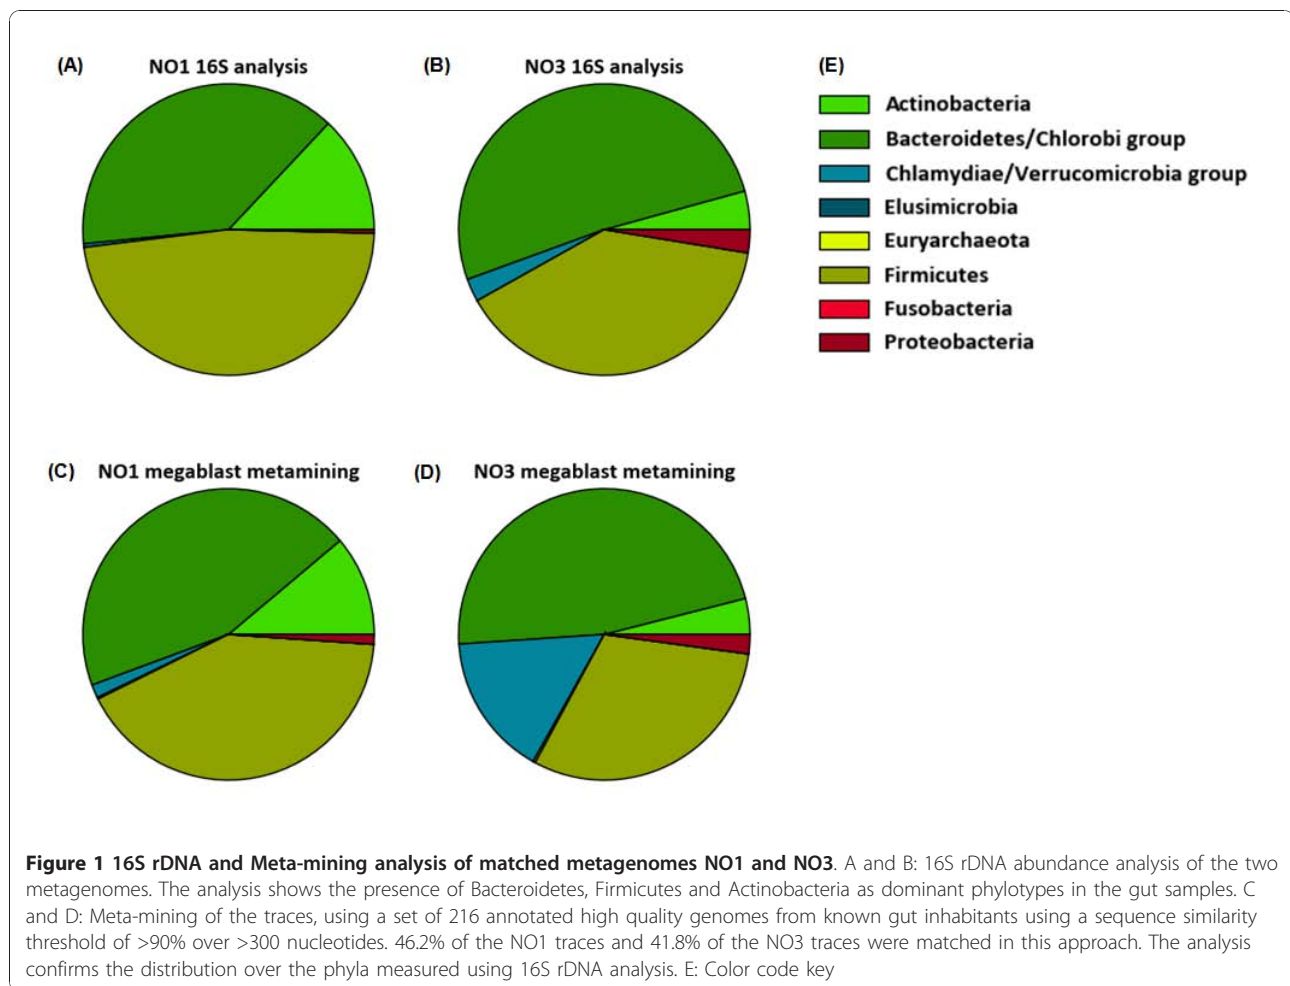 (A) NO1 16S analysis
(B) NO3 16S analysis
(E)
Actinobacteria
Bacteroidetes/Chlorobi group
Chlamydiae/Verrucomicrobia group
Elusimicrobia
Euryarchaeota
Firmicutes
Fusobacteria
Proteobacteria
(C) NO1 megablast metamining
(D) NO3 megablast metamining
Figure 1 16S rDNA and Meta-mining analysis of matched metagenomes NO1 and NO3. A and B: 16S rDNA abundance analysis of the two
metagenomes. The analysis shows the presence of Bacteroidetes, Firmicutes and Actinobacteria as dominant phylotypes in the gut samples. C
and D: Meta-mining of the traces, using a set of 216 annotated high quality genomes from known gut inhabitants using a sequence similarity
threshold of >90% over >300 nucleotides. 46.2% of the NO1 traces and 41.8% of the NO3 traces were matched in this approach. The analysis
confirms the distribution over the phyla measured using 16S rDNA analysis. E: Color code key